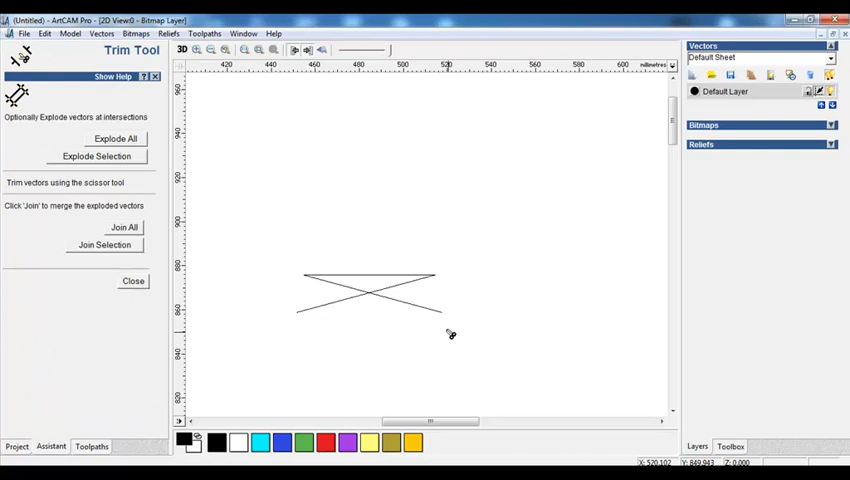 (Untitled) - ArtCAM Pro - [2D View:0 - Bitmap Layer]
File Edit Model Vectors Bitmaps Reliefs Toolpaths Window Help
Trim Tool
Show Help ?
Optionally Explode vectors at intersections
Explode All
Explode Selection
Trim vectors using the scissor tool
Click 'Join' to merge the exploded vectors
Join All
Join Selection
Close
Project Assistant Toolpaths
3D
420 440 460 480 500 520 540 560 580 600 millimetres
960
940
920
900
880
860
840
820
Vectors
Default Sheet
Default Layer
Bitmaps
Reliefs
Layers Toolbox
X: 520.102 Y: 849.943 Z: 0.000